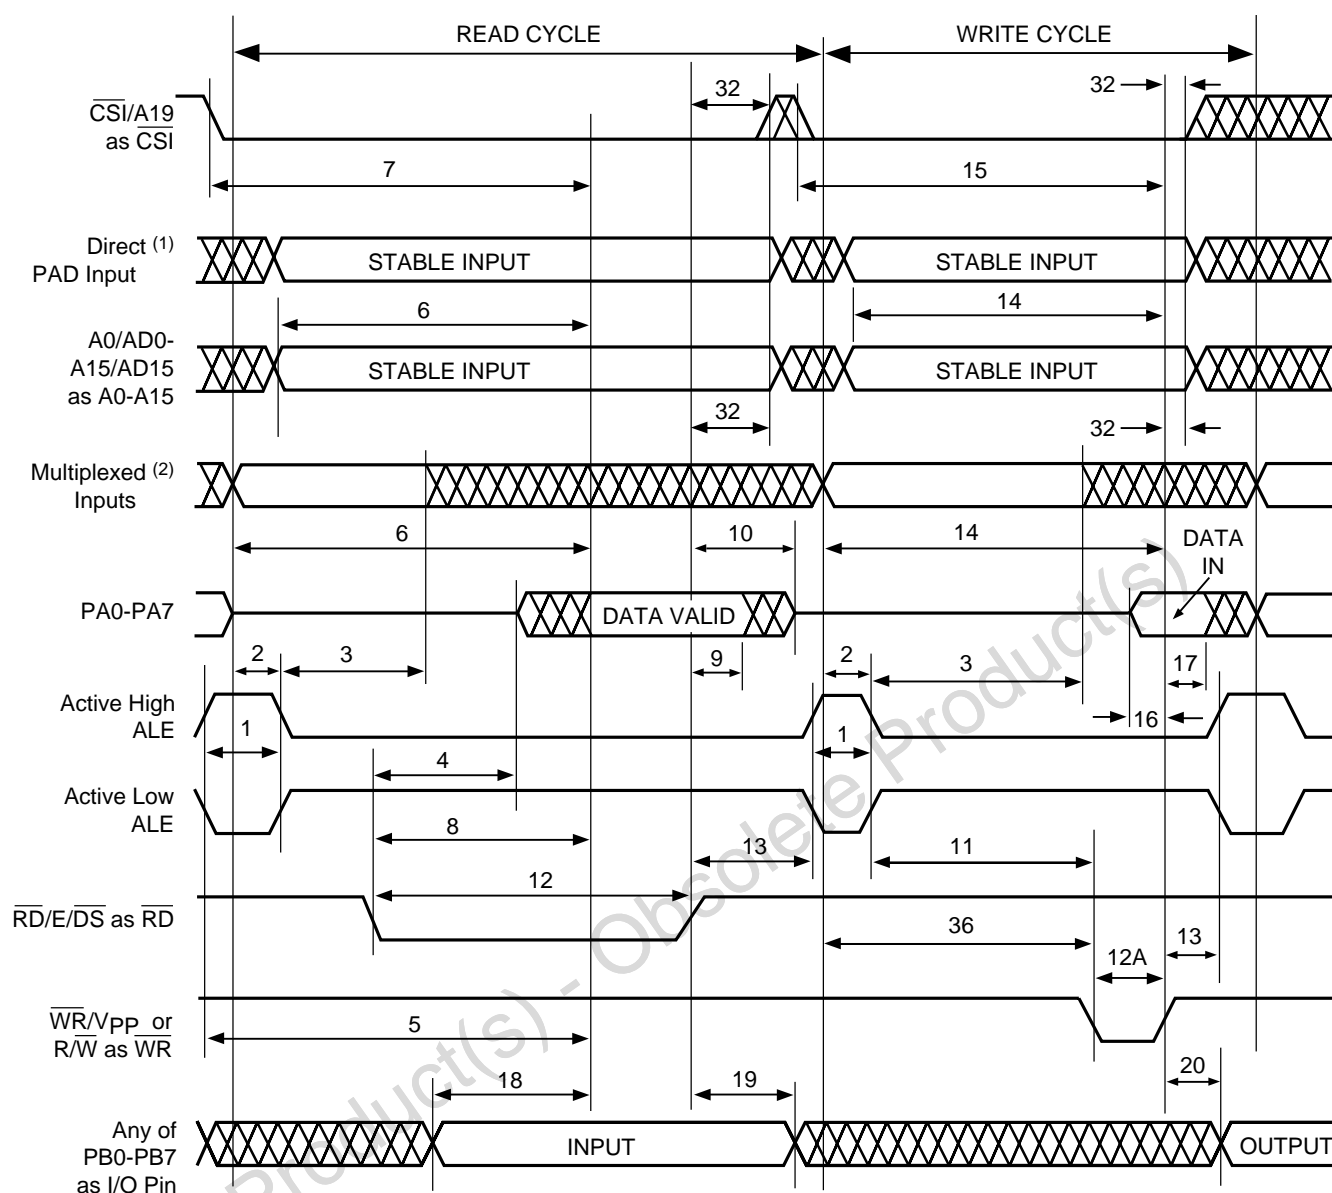 READ CYCLE
WRITE CYCLE
32
32
CSI/A19
as CSI
7
15
Direct (1)
PAD Input
STABLE INPUT
STABLE INPUT
6
14
A0/AD0-
A15/AD15
as A0-A15
STABLE INPUT
STABLE INPUT
32
32
Multiplexed (2)
Inputs
6
10
14
DATA
IN
PA0-PA7
DATA VALID
2
3
9
2
3
17
Active High
ALE
1
1
16
4
Active Low
ALE
8
13
11
12
RD/E/DS as RD
36
12A
13
WR/VPP or
R/W as WR
5
18
19
20
Any of
PB0-PB7
as I/O Pin
INPUT
OUTPUT
Product(s) - Obsolete Product(s)